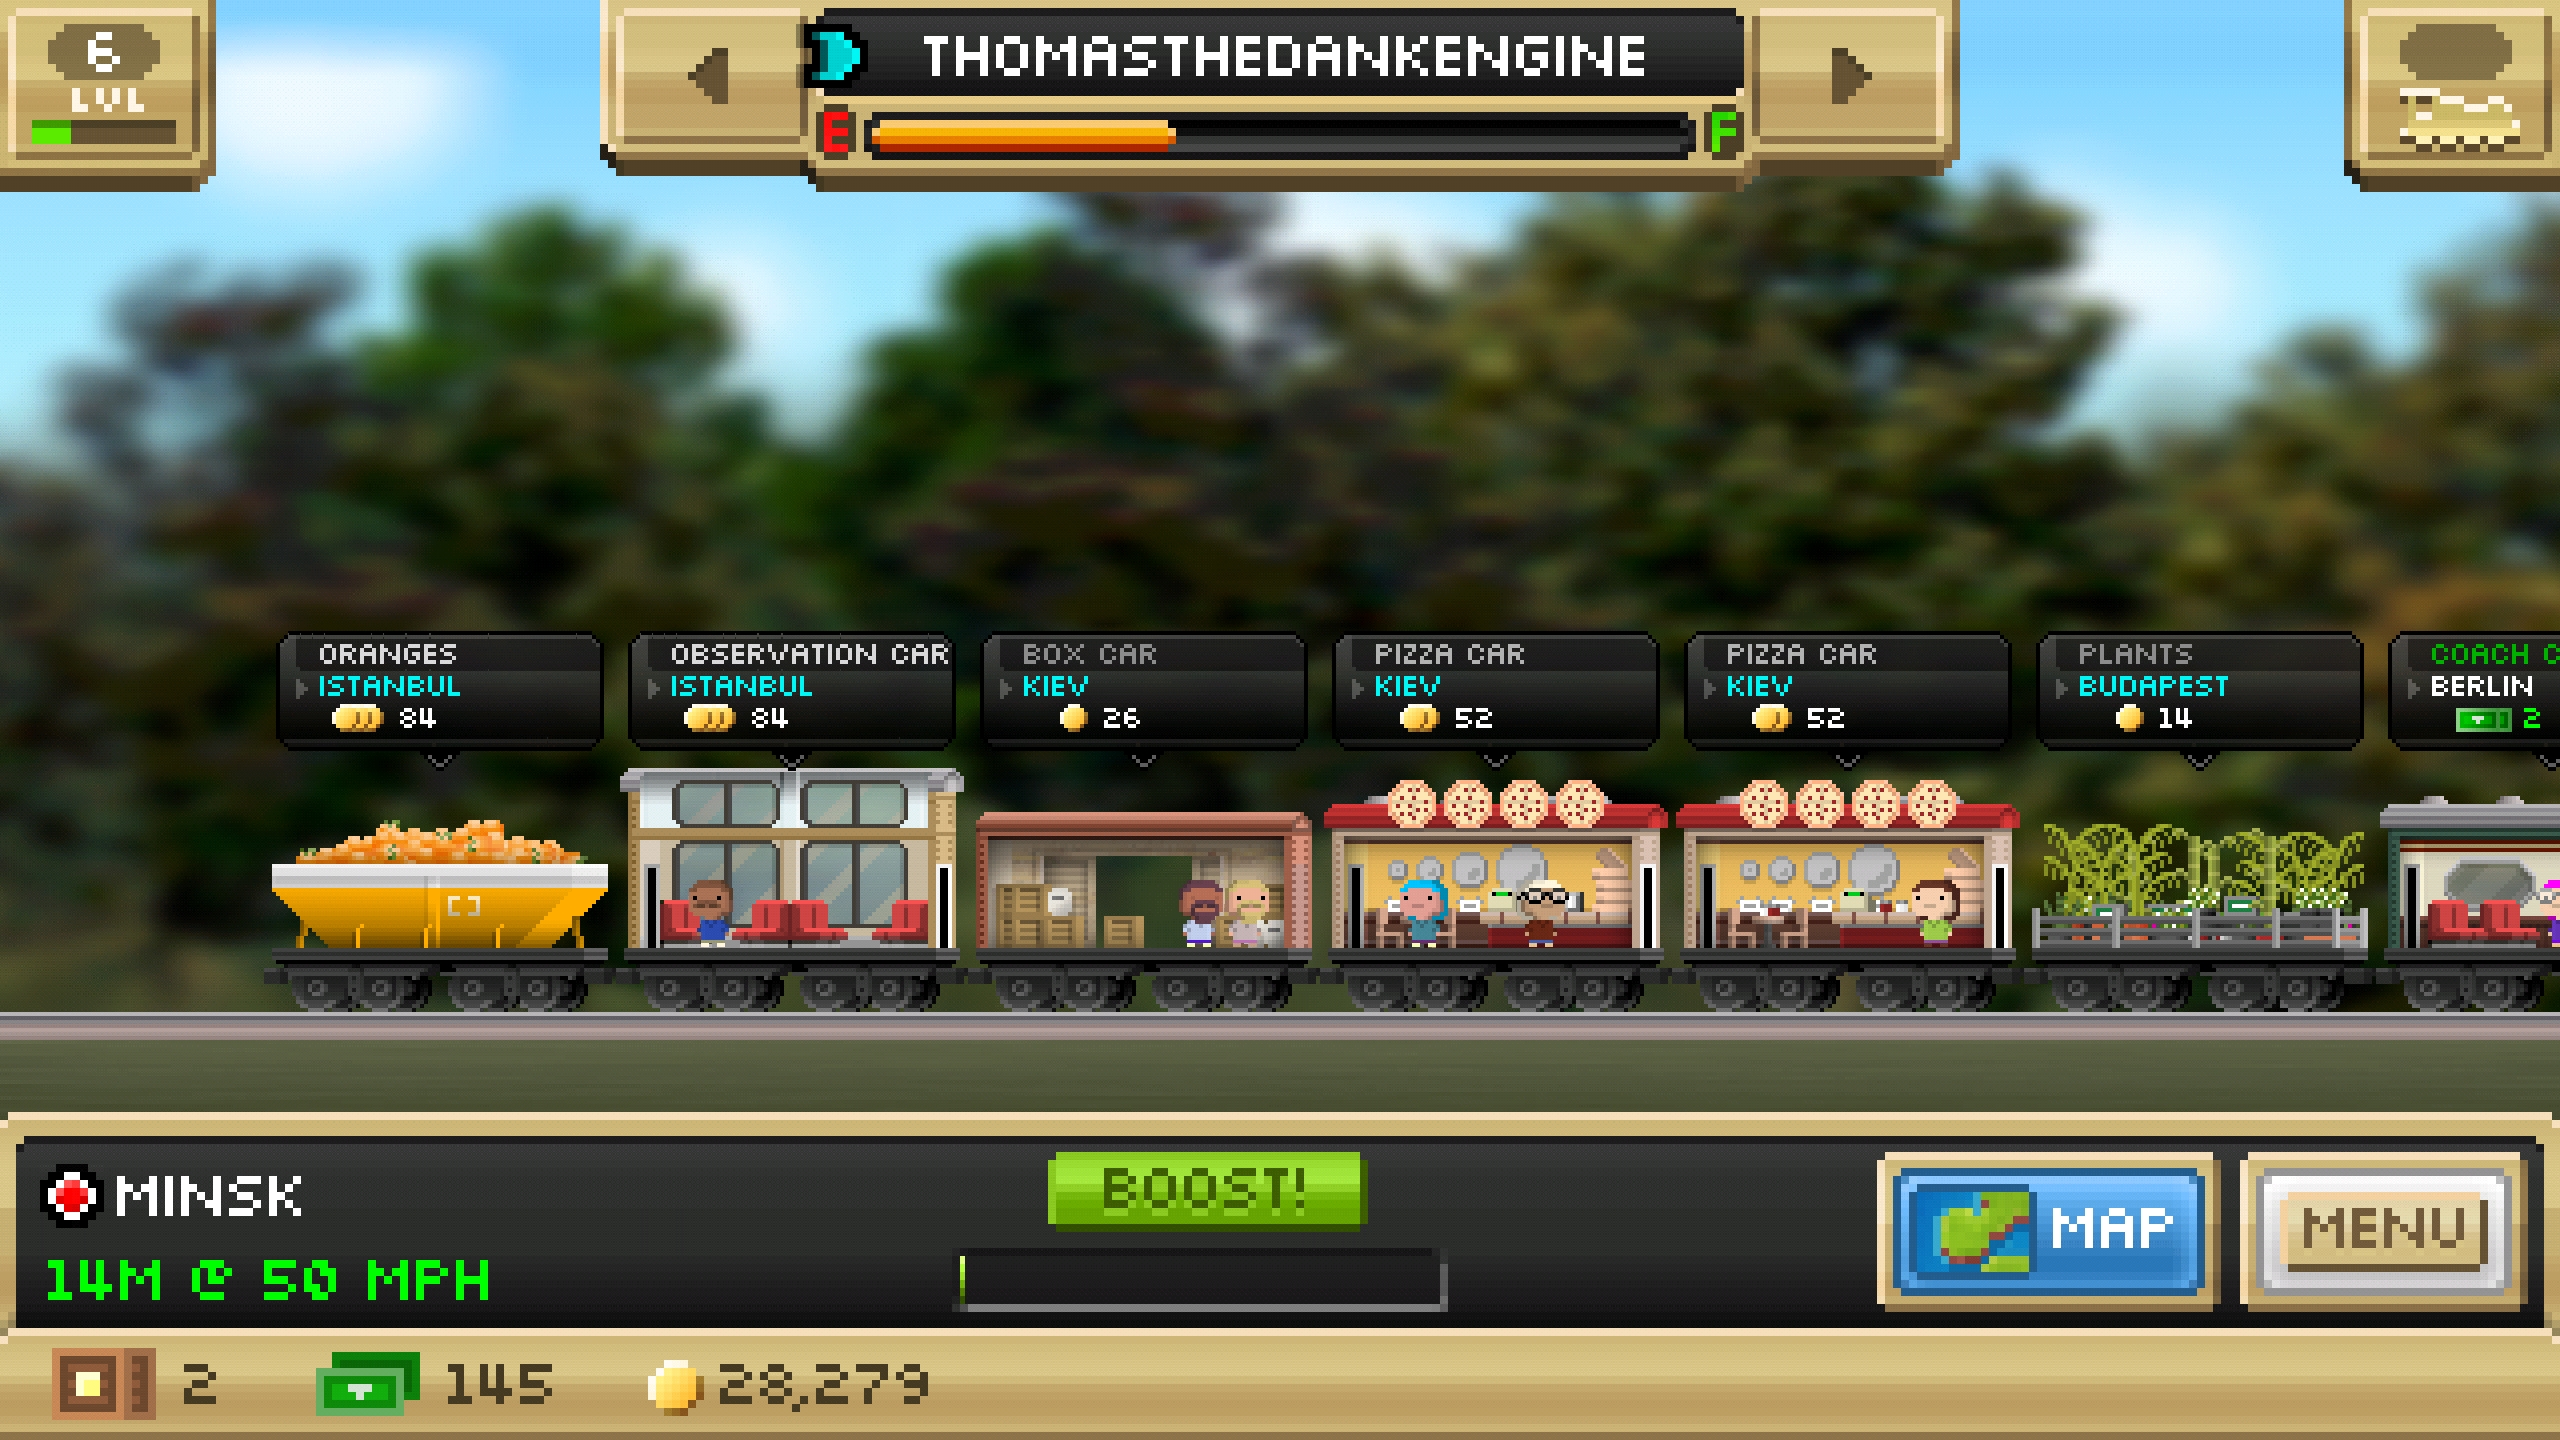 6
LVL
THOMASTHEDANKENGINE
E F
ORANGES
ISTANBUL
84
OBSERVATION CAR
ISTANBUL
84
BOX CAR
KIEV
26
PIZZA CAR
KIEV
52
PIZZA CAR
KIEV
52
PLANTS
BUDAPEST
14
COACH C
BERLIN
2
MINSK
14M @ 50 MPH
BOOST!
MAP
MENU
2 145 28,279